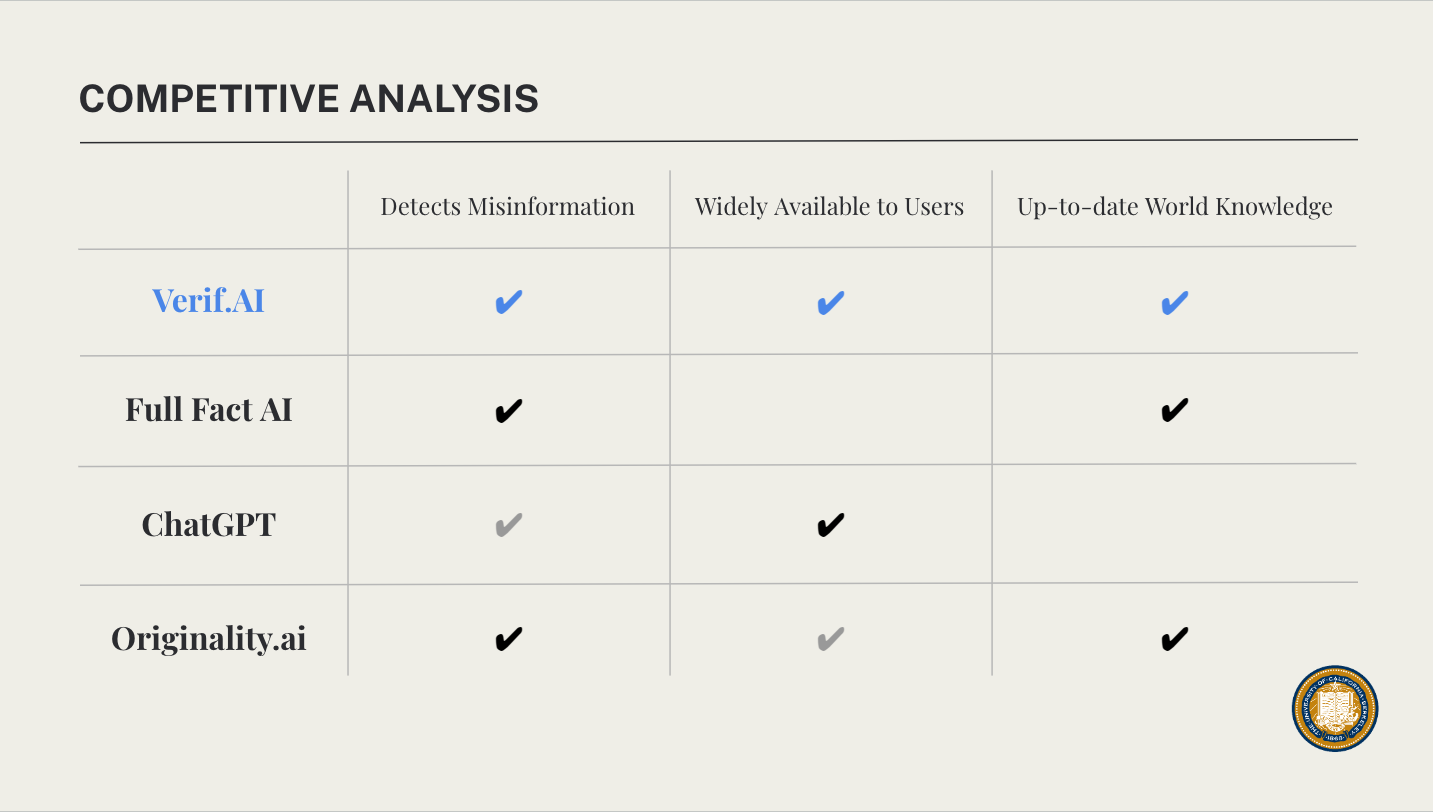 COMPETITIVE ANALYSIS
Detects Misinformation Widely Available to Users Up-to-date World Knowledge
Verif.AI ✔ ✔ ✔
Full Fact AI ✔ ✔
ChatGPT ✔ ✔
Originality.ai ✔ ✔ ✔
THE UNIVERSITY OF CALIFORNIA BERKELEY
1868